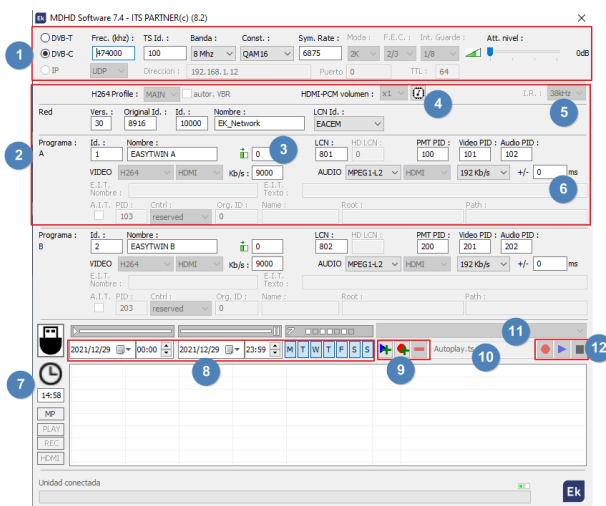 Ek MDHD Software 7.4 - ITS PARTNER(c) (8.2)
DVB-T Frec. (khz) : TS Id. : Banda : Const. : Sym. Rate : Moda : F.E.C. : Int. Guarde : Att. nivel :
1 DVB-C 474000 100 8 Mhz QAM16 6875 2K 2/3 1/8 0dB
IP UDP Direccion : 192.168.1.12 Puerto 0 TTL : 64
H264 Profile : MAIN autor. VBR HDMI-PCM volumen : x1 I.R. : 38kHz
4 5
Red Vers. : Original Id. : Id. : Nombre : LCN Id. :
30 8916 10000 EK_Network EACEM
2 Programa : Id. : Nombre : 3 LCN : HD LCN : PMT PID : Video PID : Audio PID :
A 1 EASYTWIN A 0 801 0 100 101 102
VIDEO H264 HDMI Kb/s : 9000 AUDIO MPEG1-L2 HDMI 192 Kb/s +/- 0 ms
E.I.T. Nombre : E.I.T. Texto : 6
A.I.T. PID : Cntrl : Org. ID : Name : Root : Path :
103 reserved 0
Programa : Id. : Nombre : LCN : HD LCN : PMT PID : Video PID : Audio PID :
B 2 EASYTWIN B 0 802 0 200 201 202
VIDEO H264 HDMI Kb/s : 9000 AUDIO MPEG1-L2 HDMI 192 Kb/s +/- 0 ms
E.I.T. Nombre : E.I.T. Texto :
A.I.T. PID : Cntrl : Org. ID : Name : Root : Path :
203 reserved 0
11
2021/12/29 00:00 2021/12/29 23:59 M T W T F S S Autoplay.ts 10 12
7 8 9
14:58
MP
PLAY
REC
HDMI
Unidad conectada
Ek